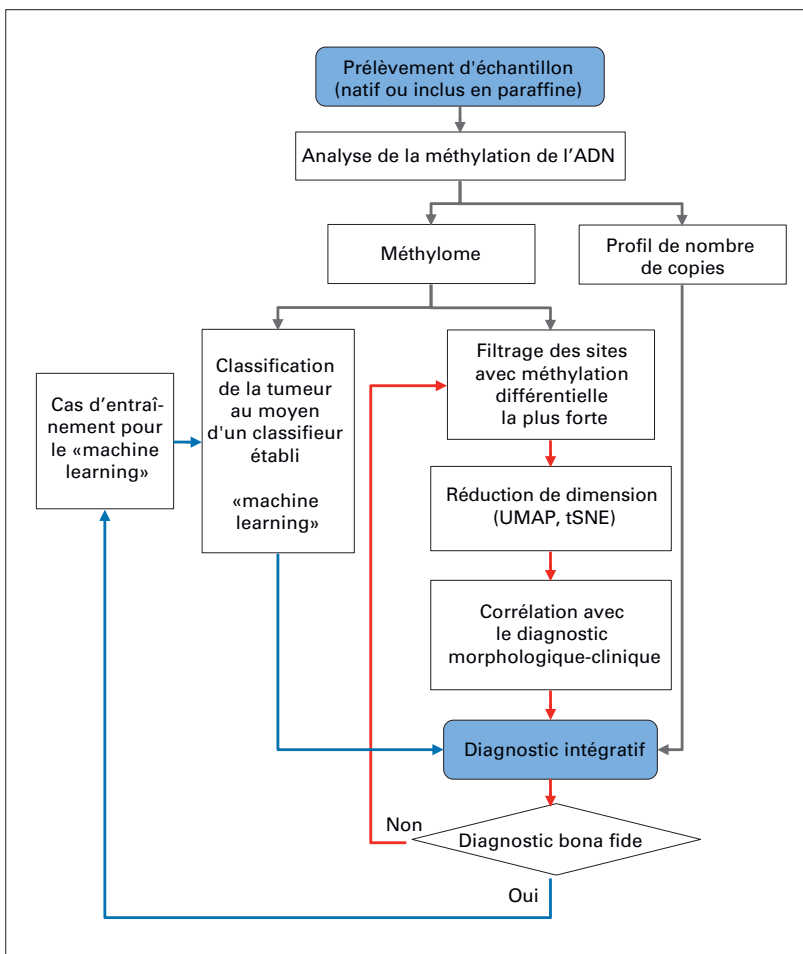 Prélèvement d'échantillon
(natif ou inclus en paraffine)
Analyse de la méthylation de l’ADN
Méthylome
Profil de nombre
de copies
Classification
de la tumeur
au moyen
d'un classifieur
établi
«machine
learning»
Filtrage des sites
avec méthylation
différentielle
la plus forte
Cas d’entraî-
nement pour
le «machine
learning»
Réduction de dimension
(UMAP, tSNE)
Corrélation avec
le diagnostic
morphologique-clinique
Diagnostic intégratif
Non
Diagnostic bona fide
Oui